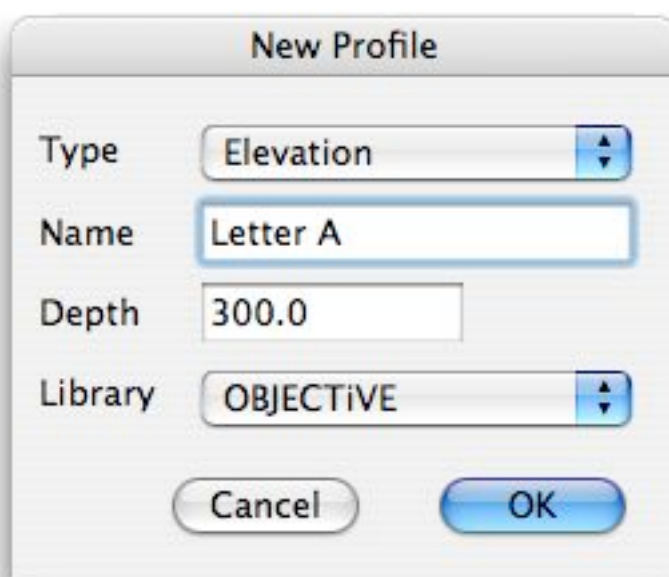 New Profile
Type Elevation
Name Letter A
Depth 300.0
Library OBJECTiVE
Cancel OK